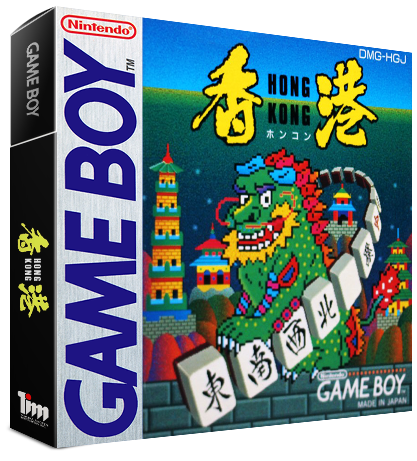 GAME BOY
香港
HONG
KONG
Tim
Nintendo
GAME BOY
TM
DMG-HGJ
香港
HONG
KONG
ホンコン
東南西北
Nintendo
GAME BOY
MADE IN JAPAN